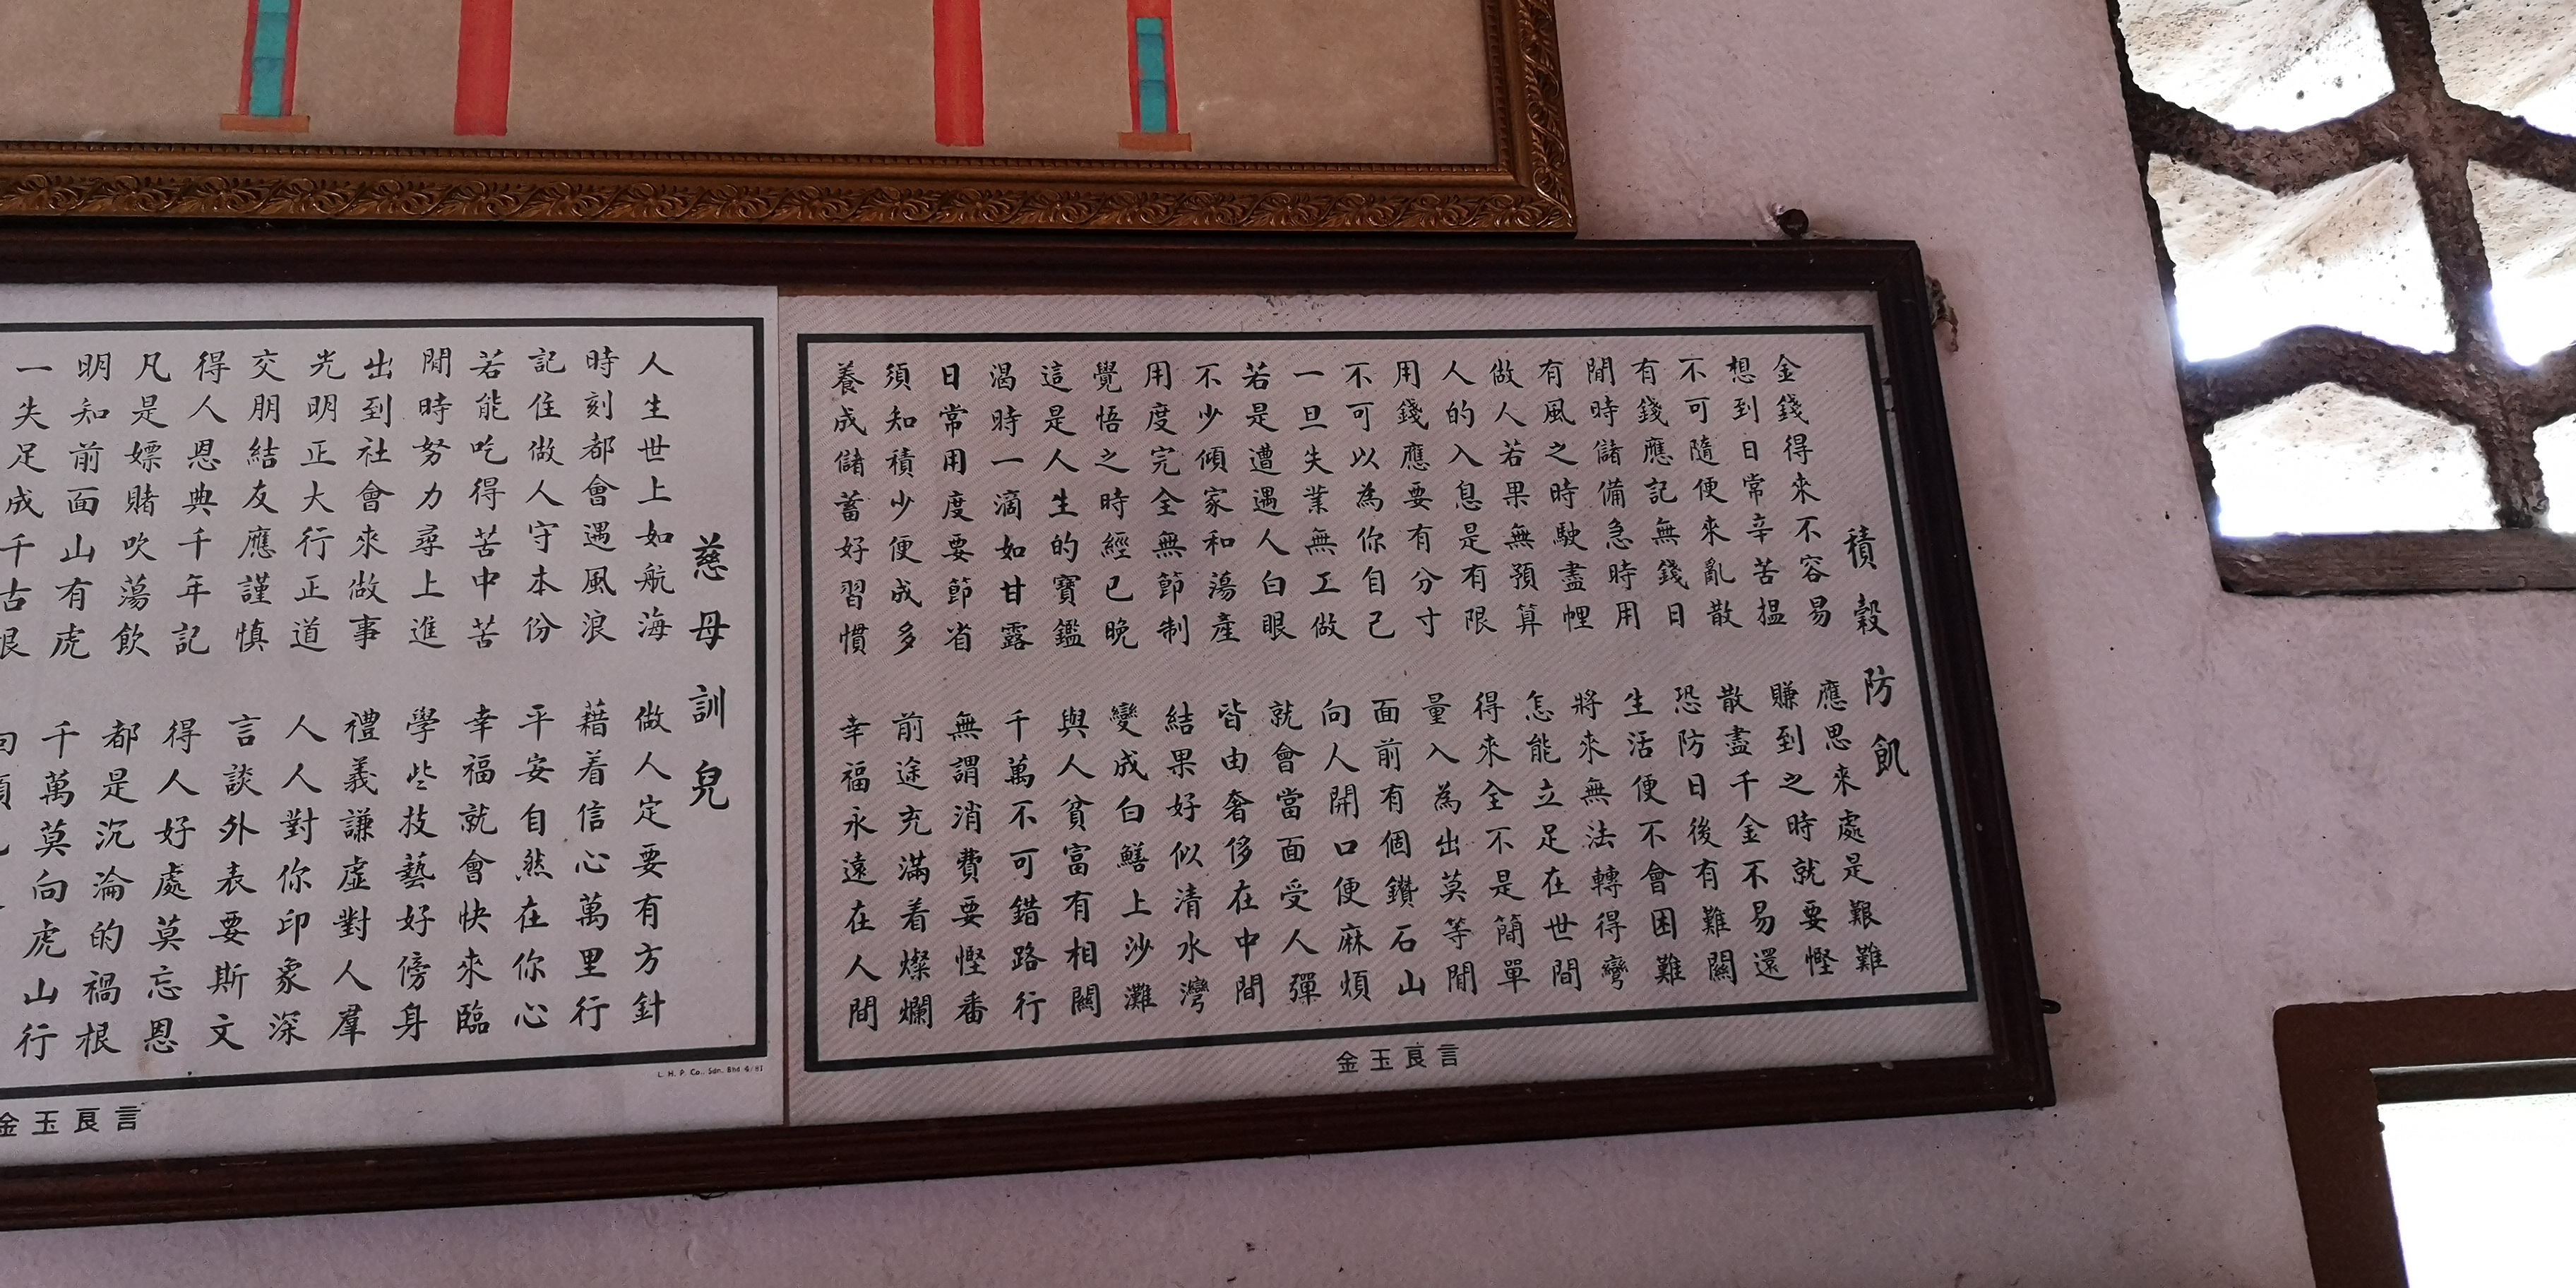 積穀防飢
金錢得來不容易 應思來處是艱難
想到日常辛苦揾 賺到之時就要慳
不可隨便來亂散 散盡千金不易還
有錢應記無錢日 恐防日後有難關
閒時儲備急時用 生活便不會困難
有風之時駛盡𢃇 將來無法轉得彎
做人若果無預算 怎能立足在世間
人的入息是有限 得來全不是簡單
用錢應要有分寸 量入為出莫等閒
不可以為你自己 面前有個鑽石山
一旦失業無工做 向人開口便麻煩
若是遭遇人白眼 就會當面受人彈
不少傾家和蕩產 皆由奢侈在中間
用度完全無節制 結果好似清水灣
覺悟之時經已晚 變成白鱔上沙灘
這是人生的寶鑑 與人貧富有相關
渴時一滴如甘露 千萬不可錯路行
日常用度要節省 無謂消費要慳番
須知積少便成多 前途充滿着燦爛
養成儲蓄好習慣 幸福永遠在人間
金玉良言
慈母訓兒
人生世上如航海 做人定要有方針
時刻都會遇風浪 藉着信心萬里行
記住做人守本份 平安自然在你心
若能吃得苦中苦 幸福就會快來臨
閒時努力尋上進 學些技藝好傍身
出到社會來做事 禮義謙虛對人羣
光明正大行正道 人人對你印象深
交朋結友應謹慎 言談外表要斯文
得人恩典千年記 得人好處莫忘恩
凡是嫖賭吹蕩飲 都是沉淪的禍根
明知前面山有虎 千萬莫向虎山行
一失足成千古恨
L. H. P. Co., Sdn. Bhd 4/81
金玉良言